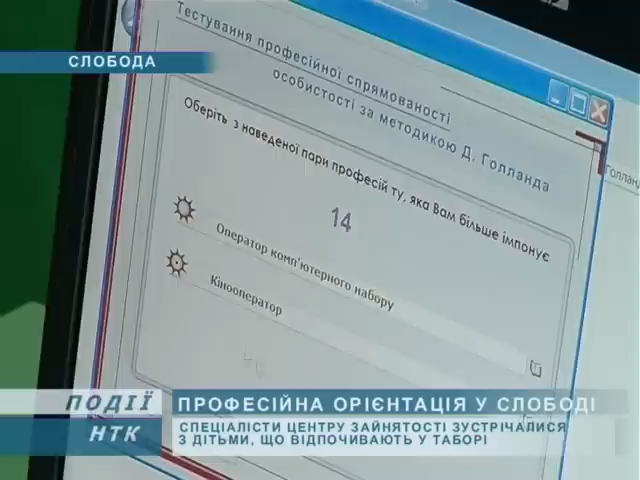 СЛОБОДА
Тестування професійної спрямованості
особистості за методикою Д. Голланда
Оберіть з наведеної пари професій ту, яка Вам більше імпонує
14
Оператор комп'ютерного набору
Кінооператор
ПОДІЇ
НТК
ПРОФЕСІЙНА ОРІЄНТАЦІЯ У СЛОБОДІ
СПЕЦІАЛІСТИ ЦЕНТРУ ЗАЙНЯТОСТІ ЗУСТРІЧАЛИСЯ
З ДІТЬМИ, ЩО ВІДПОЧИВАЮТЬ У ТАБОРІ